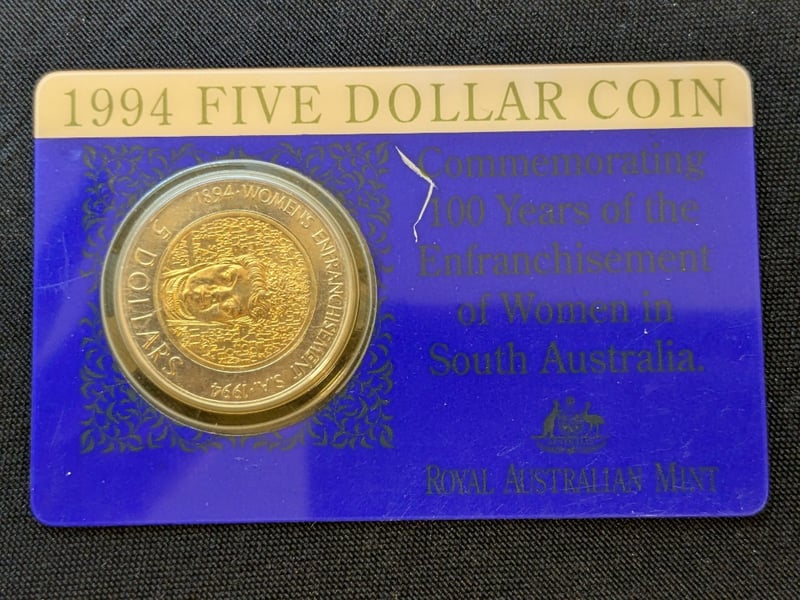 1994 FIVE DOLLAR COIN
Commemorating
100 Years of the
Enfranchisement
of Women in
South Australia.
ROYAL AUSTRALIAN MINT
1894·WOMENS ENFRANCHISEMENT S.A.·1994
5 DOLLARS